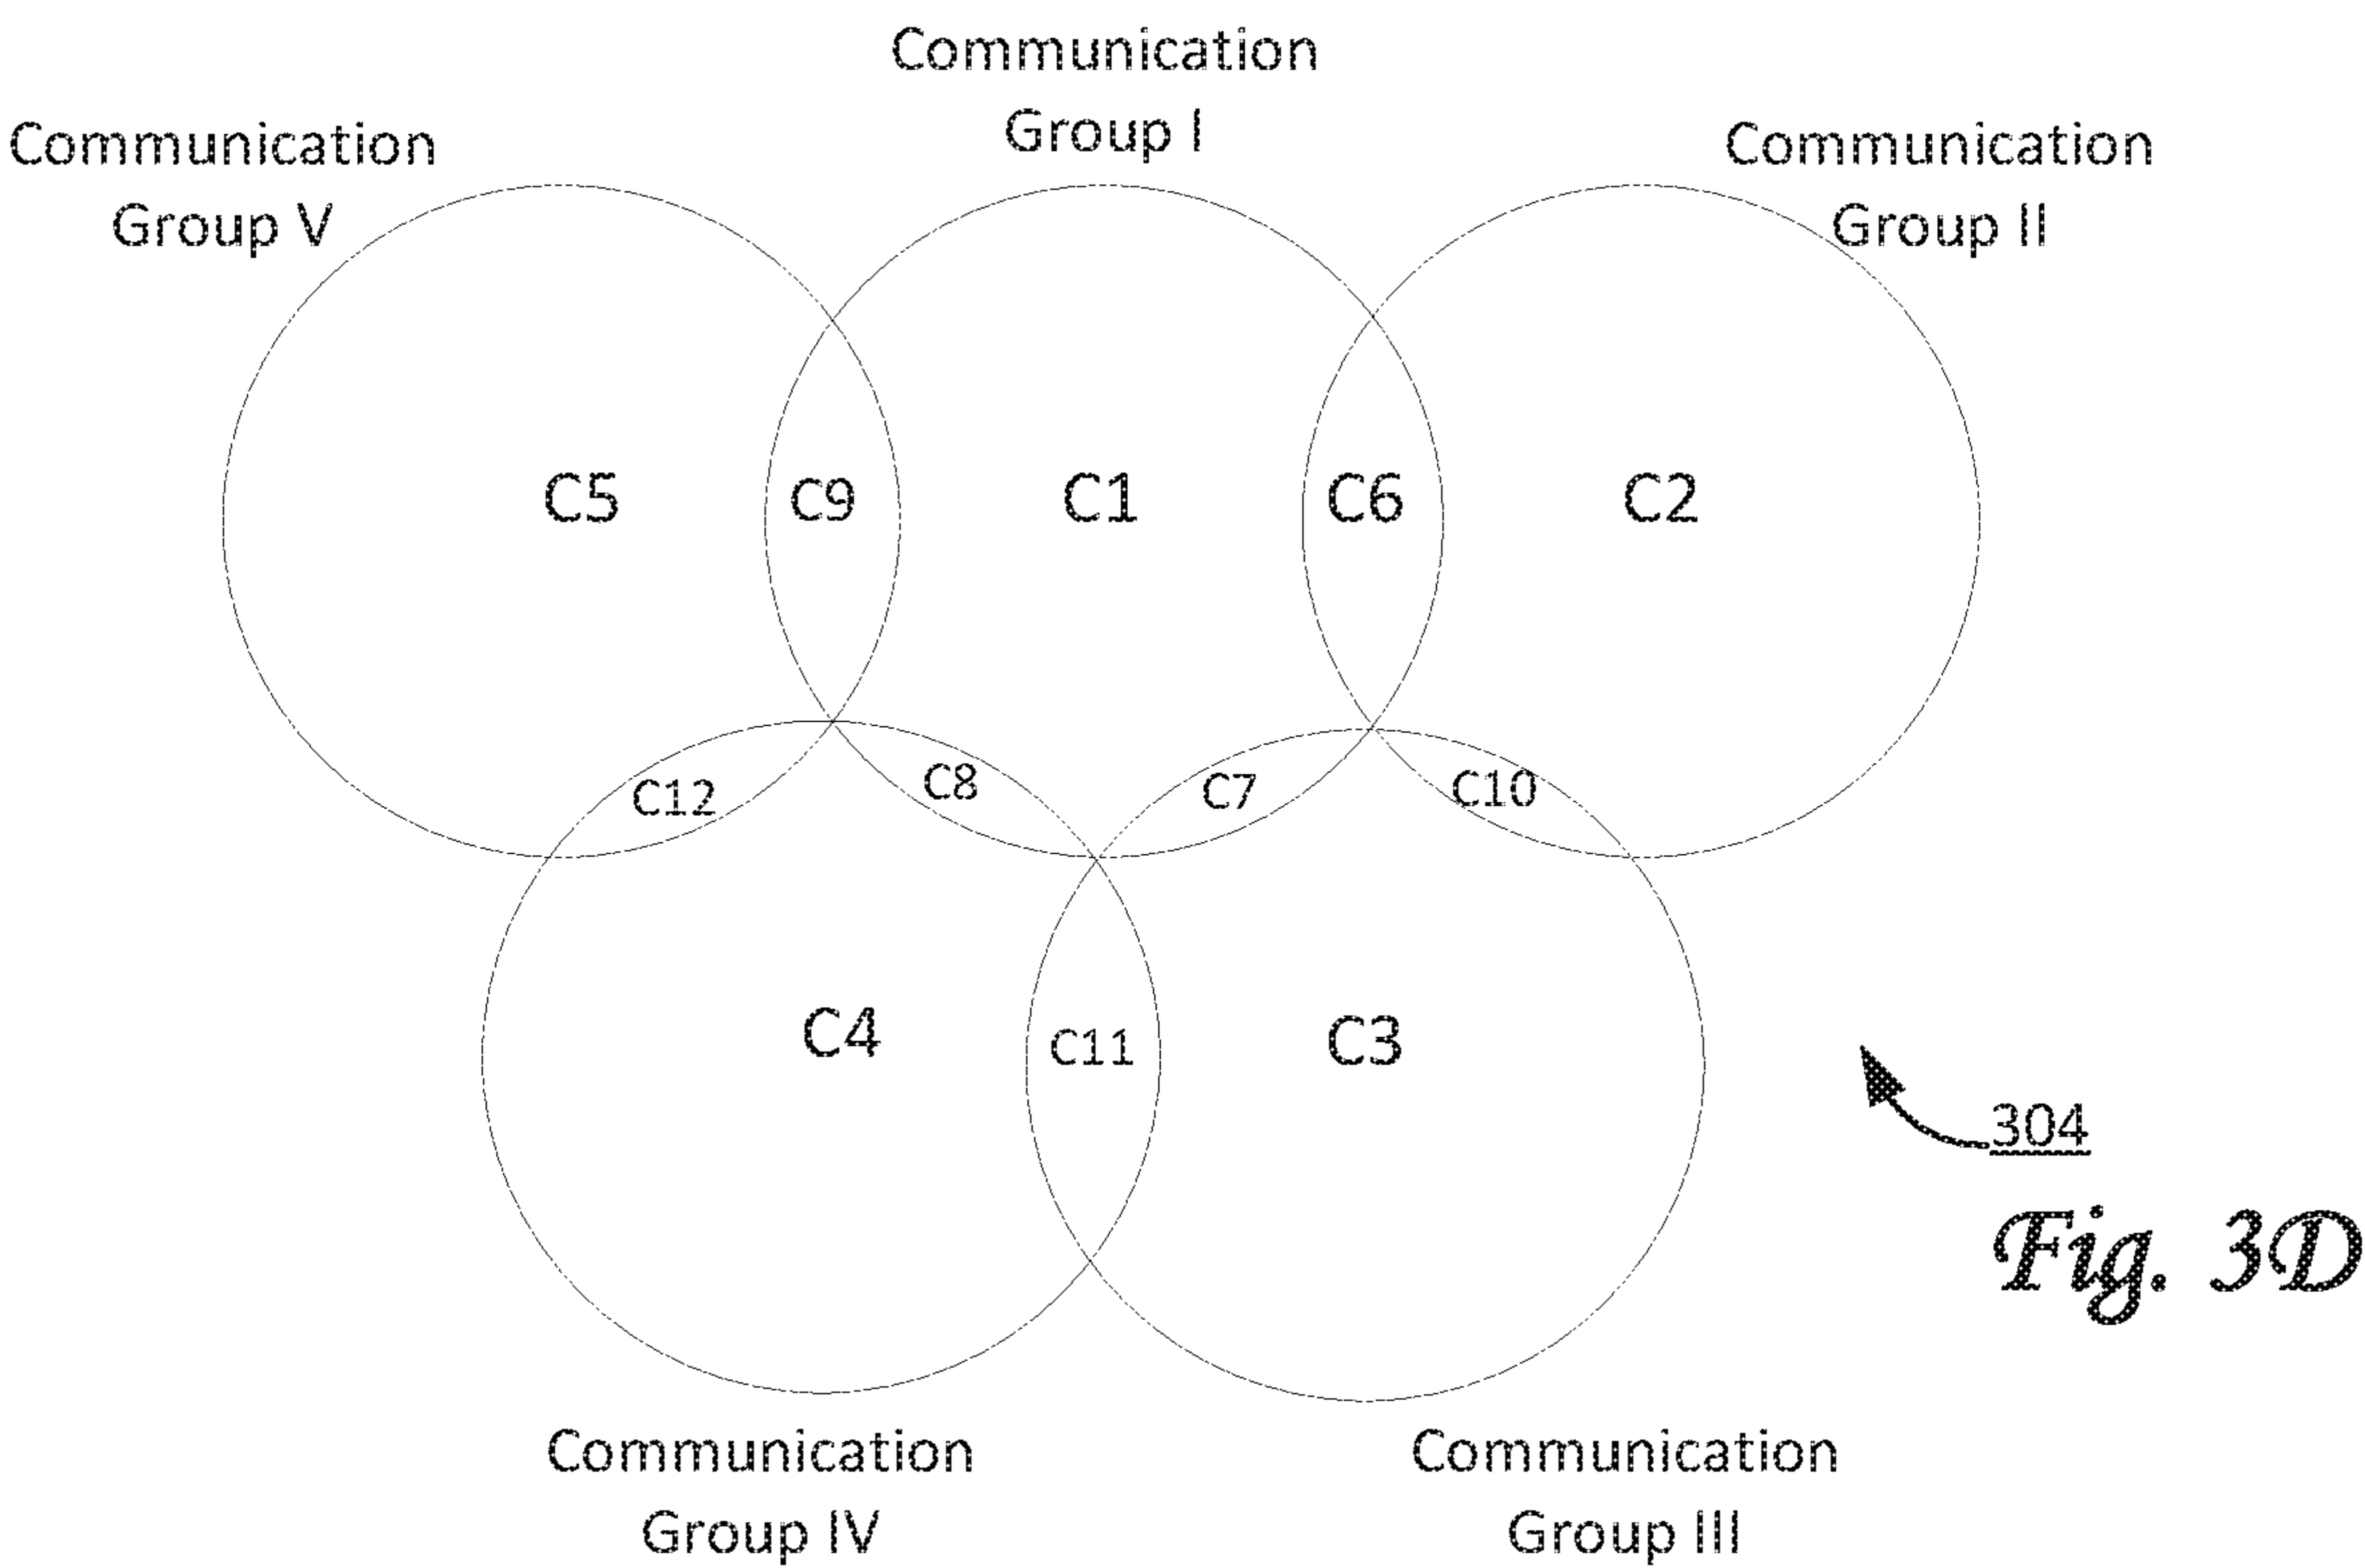 Communication
Group I
Communication
Group V
Communication
Group II
C5
C9
C1
C6
C2
C12
C8
C7
C10
C4
C11
C3
304
Fig. 3D
Communication
Group IV
Communication
Group III